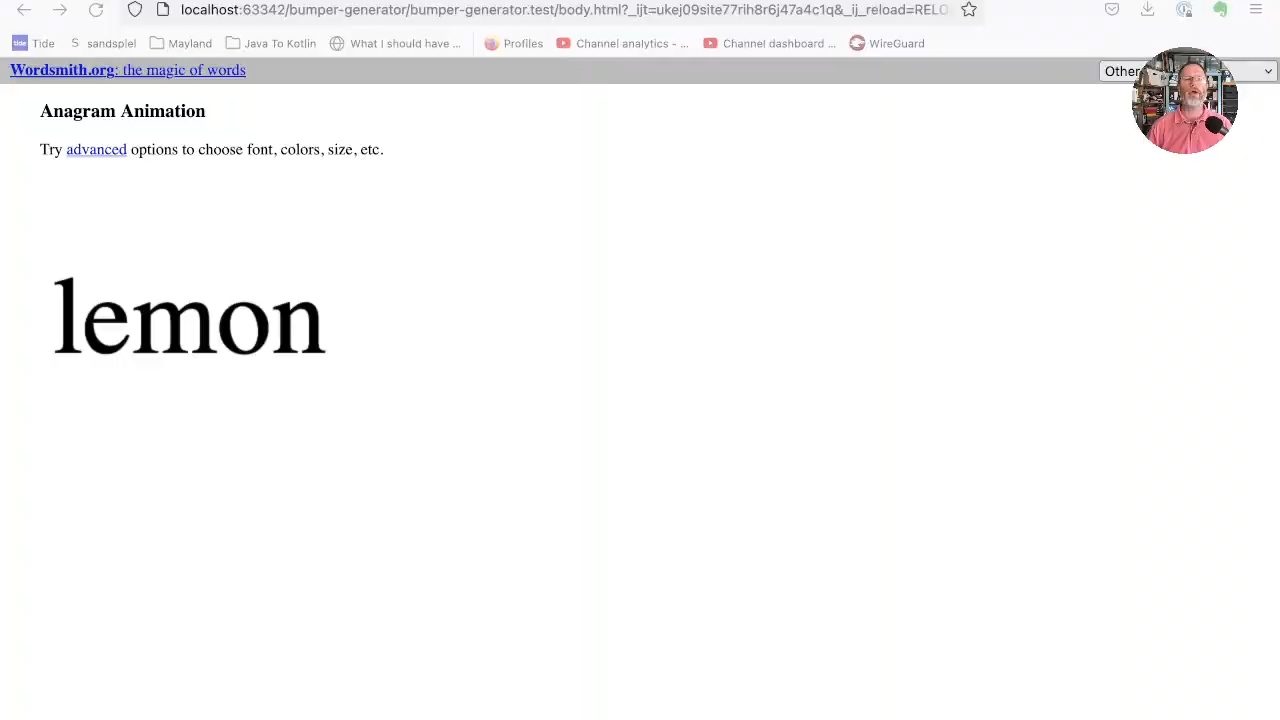 localhost:63342/bumper-generator/bumper-generator.test/body.html?_ijt=ukej09site77rih8r6j47a4c1q&_ij_reload=RELO
tide Tide S sandsplel Mayland Java To Kotlin What I should have ... Profiles Channel analytics - ... Channel dashboard ... WireGuard
Wordsmith.org: the magic of words Other
Anagram Animation
Try advanced options to choose font, colors, size, etc.
lemon